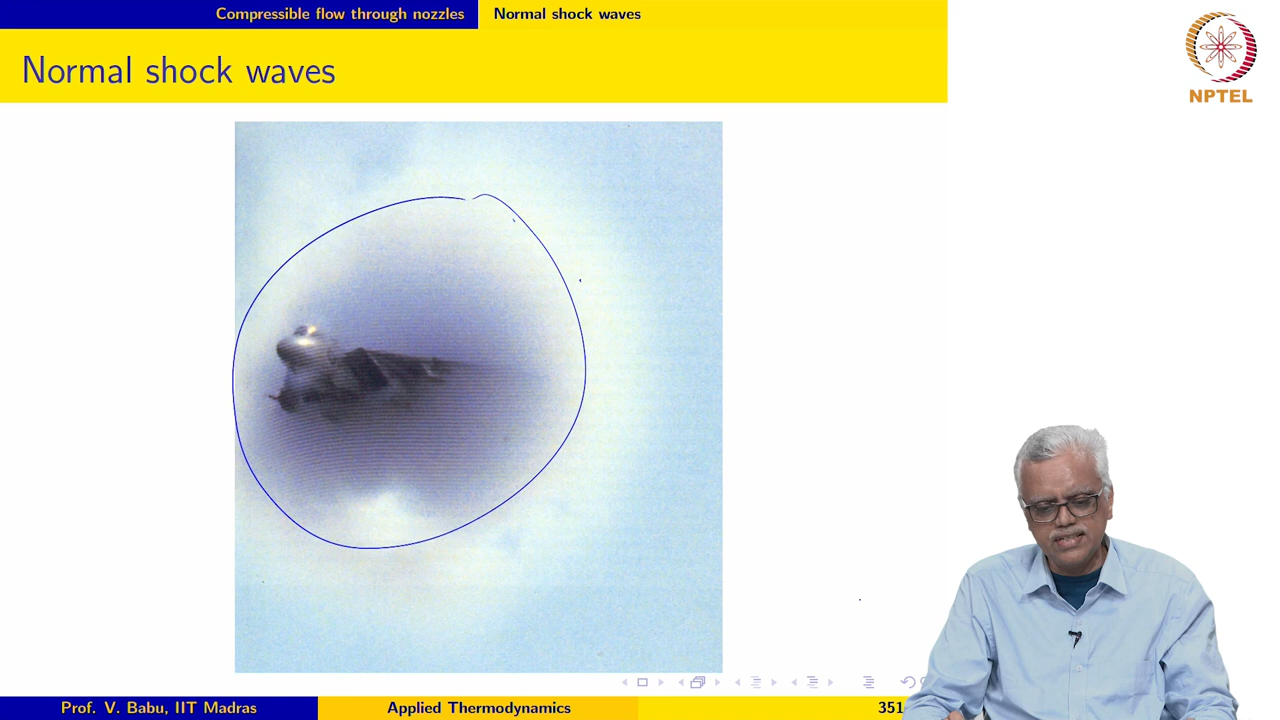 Compressible flow through nozzles Normal shock waves
Normal shock waves
NPTEL
Prof. V. Babu, IIT Madras Applied Thermodynamics 351